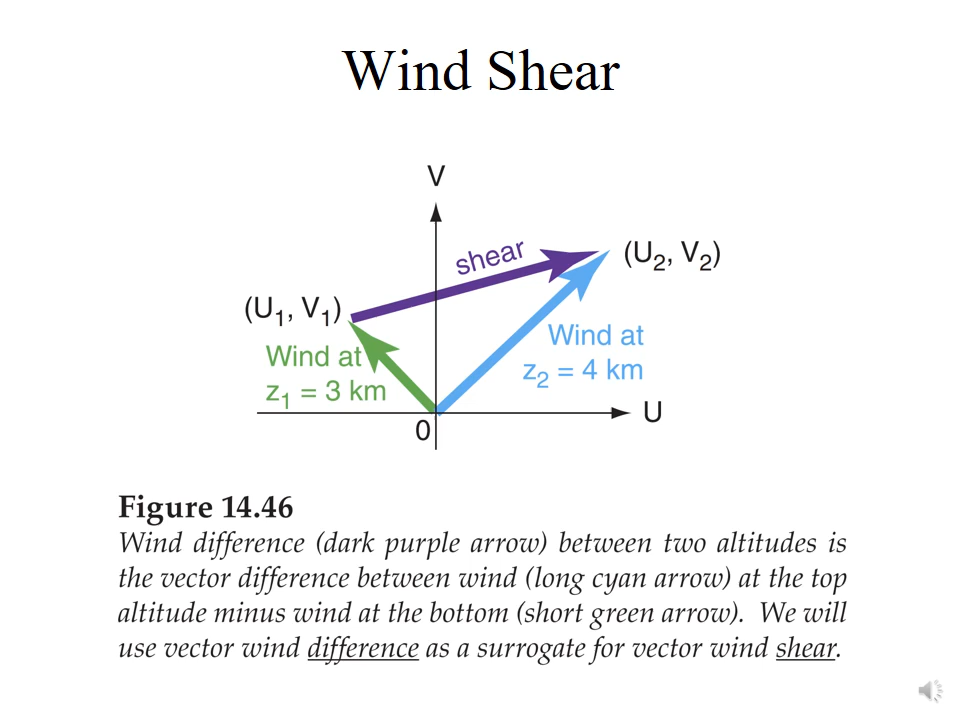 Wind Shear
V
shear
(U₂, V₂)
(U₁, V₁)
Wind at
z₁ = 3 km
Wind at
z₂ = 4 km
U
0
Figure 14.46
Wind difference (dark purple arrow) between two altitudes is
the vector difference between wind (long cyan arrow) at the top
altitude minus wind at the bottom (short green arrow). We will
use vector wind difference as a surrogate for vector wind shear.